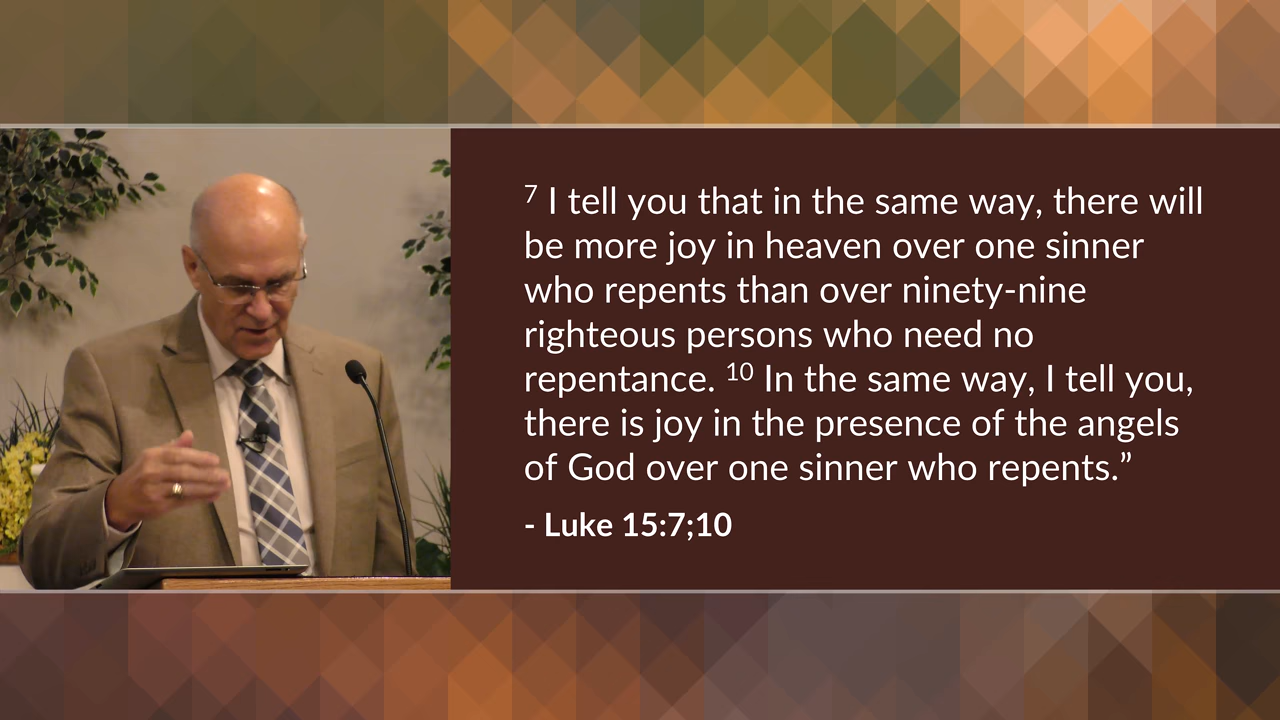 7 I tell you that in the same way, there will
be more joy in heaven over one sinner
who repents than over ninety-nine
righteous persons who need no
repentance. 10 In the same way, I tell you,
there is joy in the presence of the angels
of God over one sinner who repents.”
- Luke 15:7;10